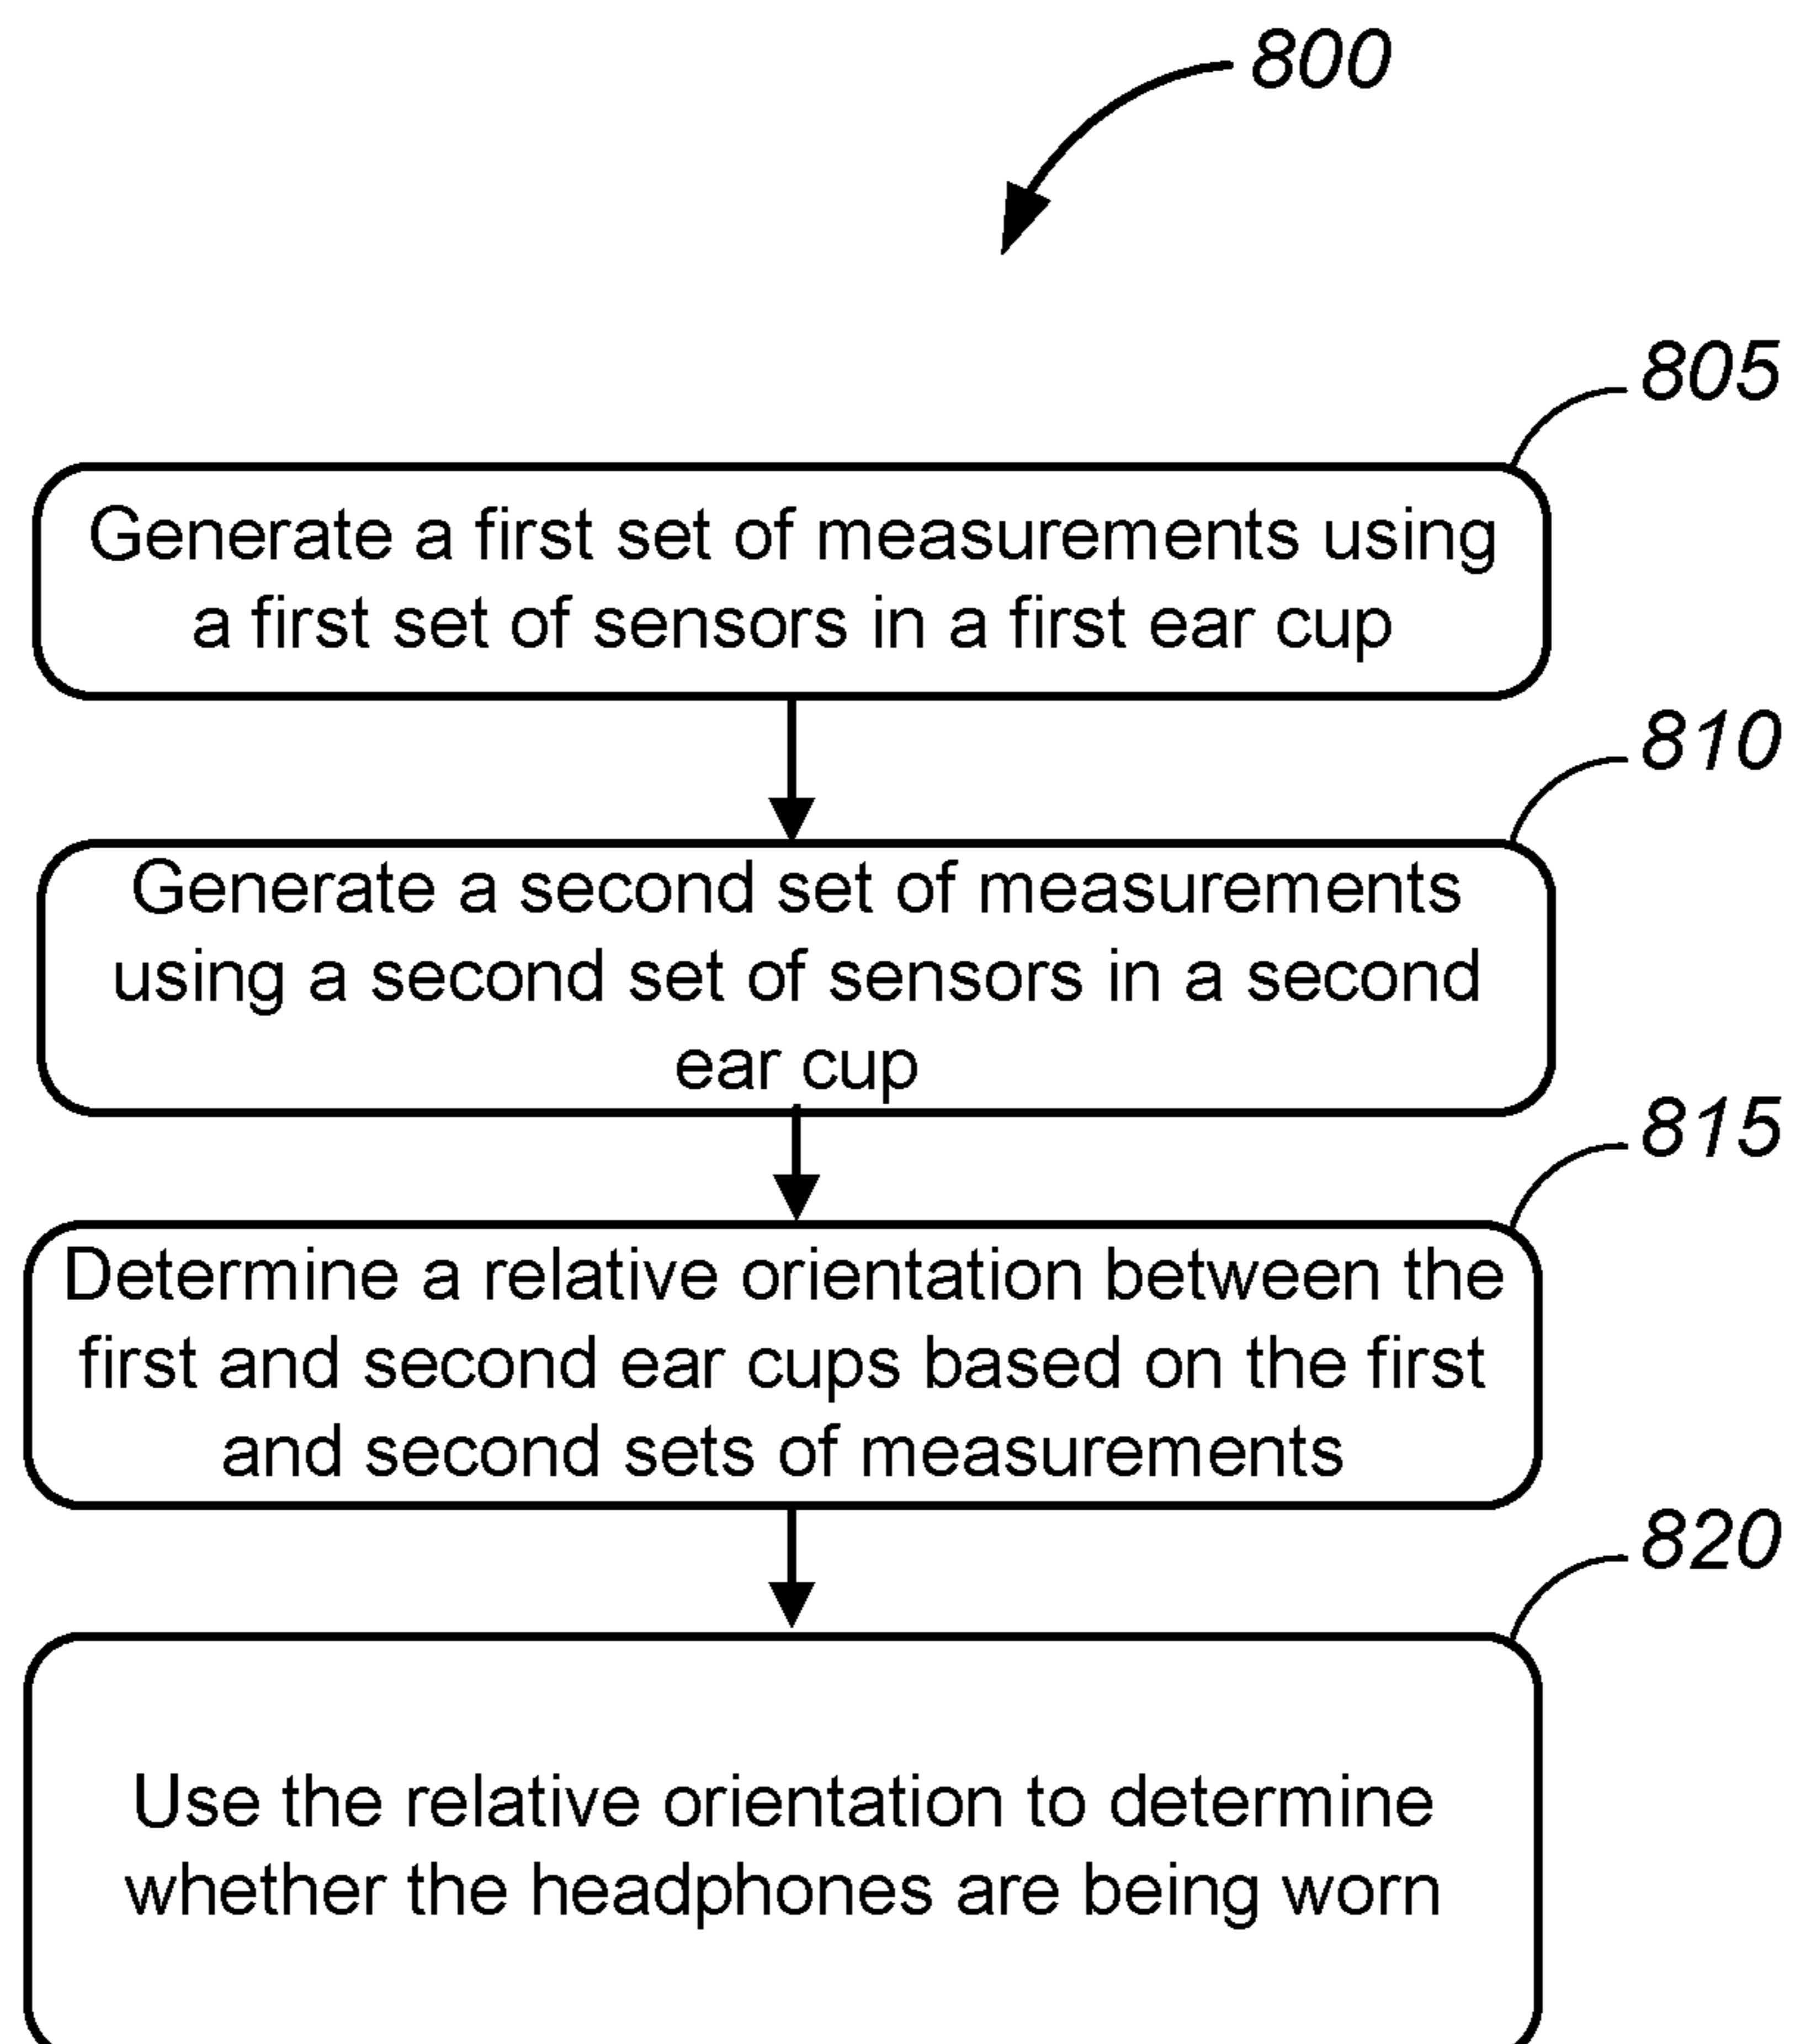 800
805
Generate a first set of measurements using
a first set of sensors in a first ear cup
810
Generate a second set of measurements
using a second set of sensors in a second
ear cup
815
Determine a relative orientation between the
first and second ear cups based on the first
and second sets of measurements
820
Use the relative orientation to determine
whether the headphones are being worn